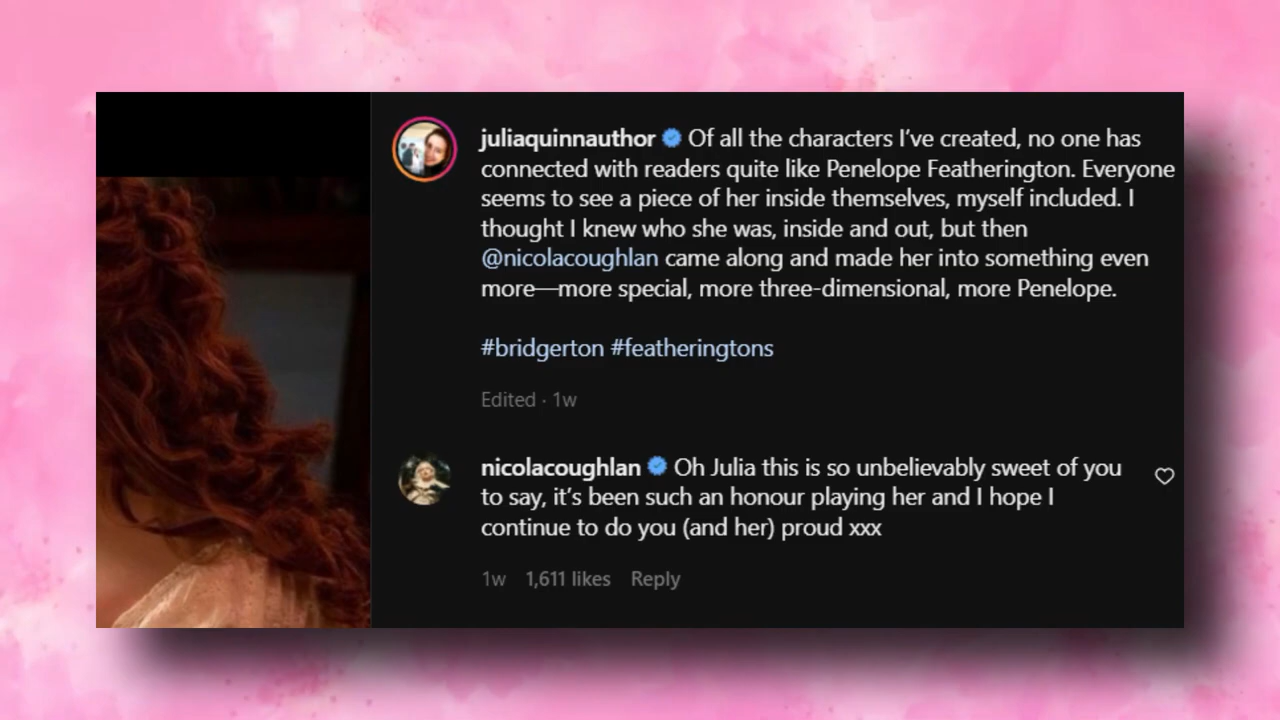 juliaquinnauthor Of all the characters I’ve created, no one has
connected with readers quite like Penelope Featherington. Everyone
seems to see a piece of her inside themselves, myself included. I
thought I knew who she was, inside and out, but then
@nicolacoughlan came along and made her into something even
more—more special, more three-dimensional, more Penelope.
#bridgerton #featheringtons
Edited · 1w
nicolacoughlan Oh Julia this is so unbelievably sweet of you
to say, it’s been such an honour playing her and I hope I
continue to do you (and her) proud xxx
1w 1,611 likes Reply